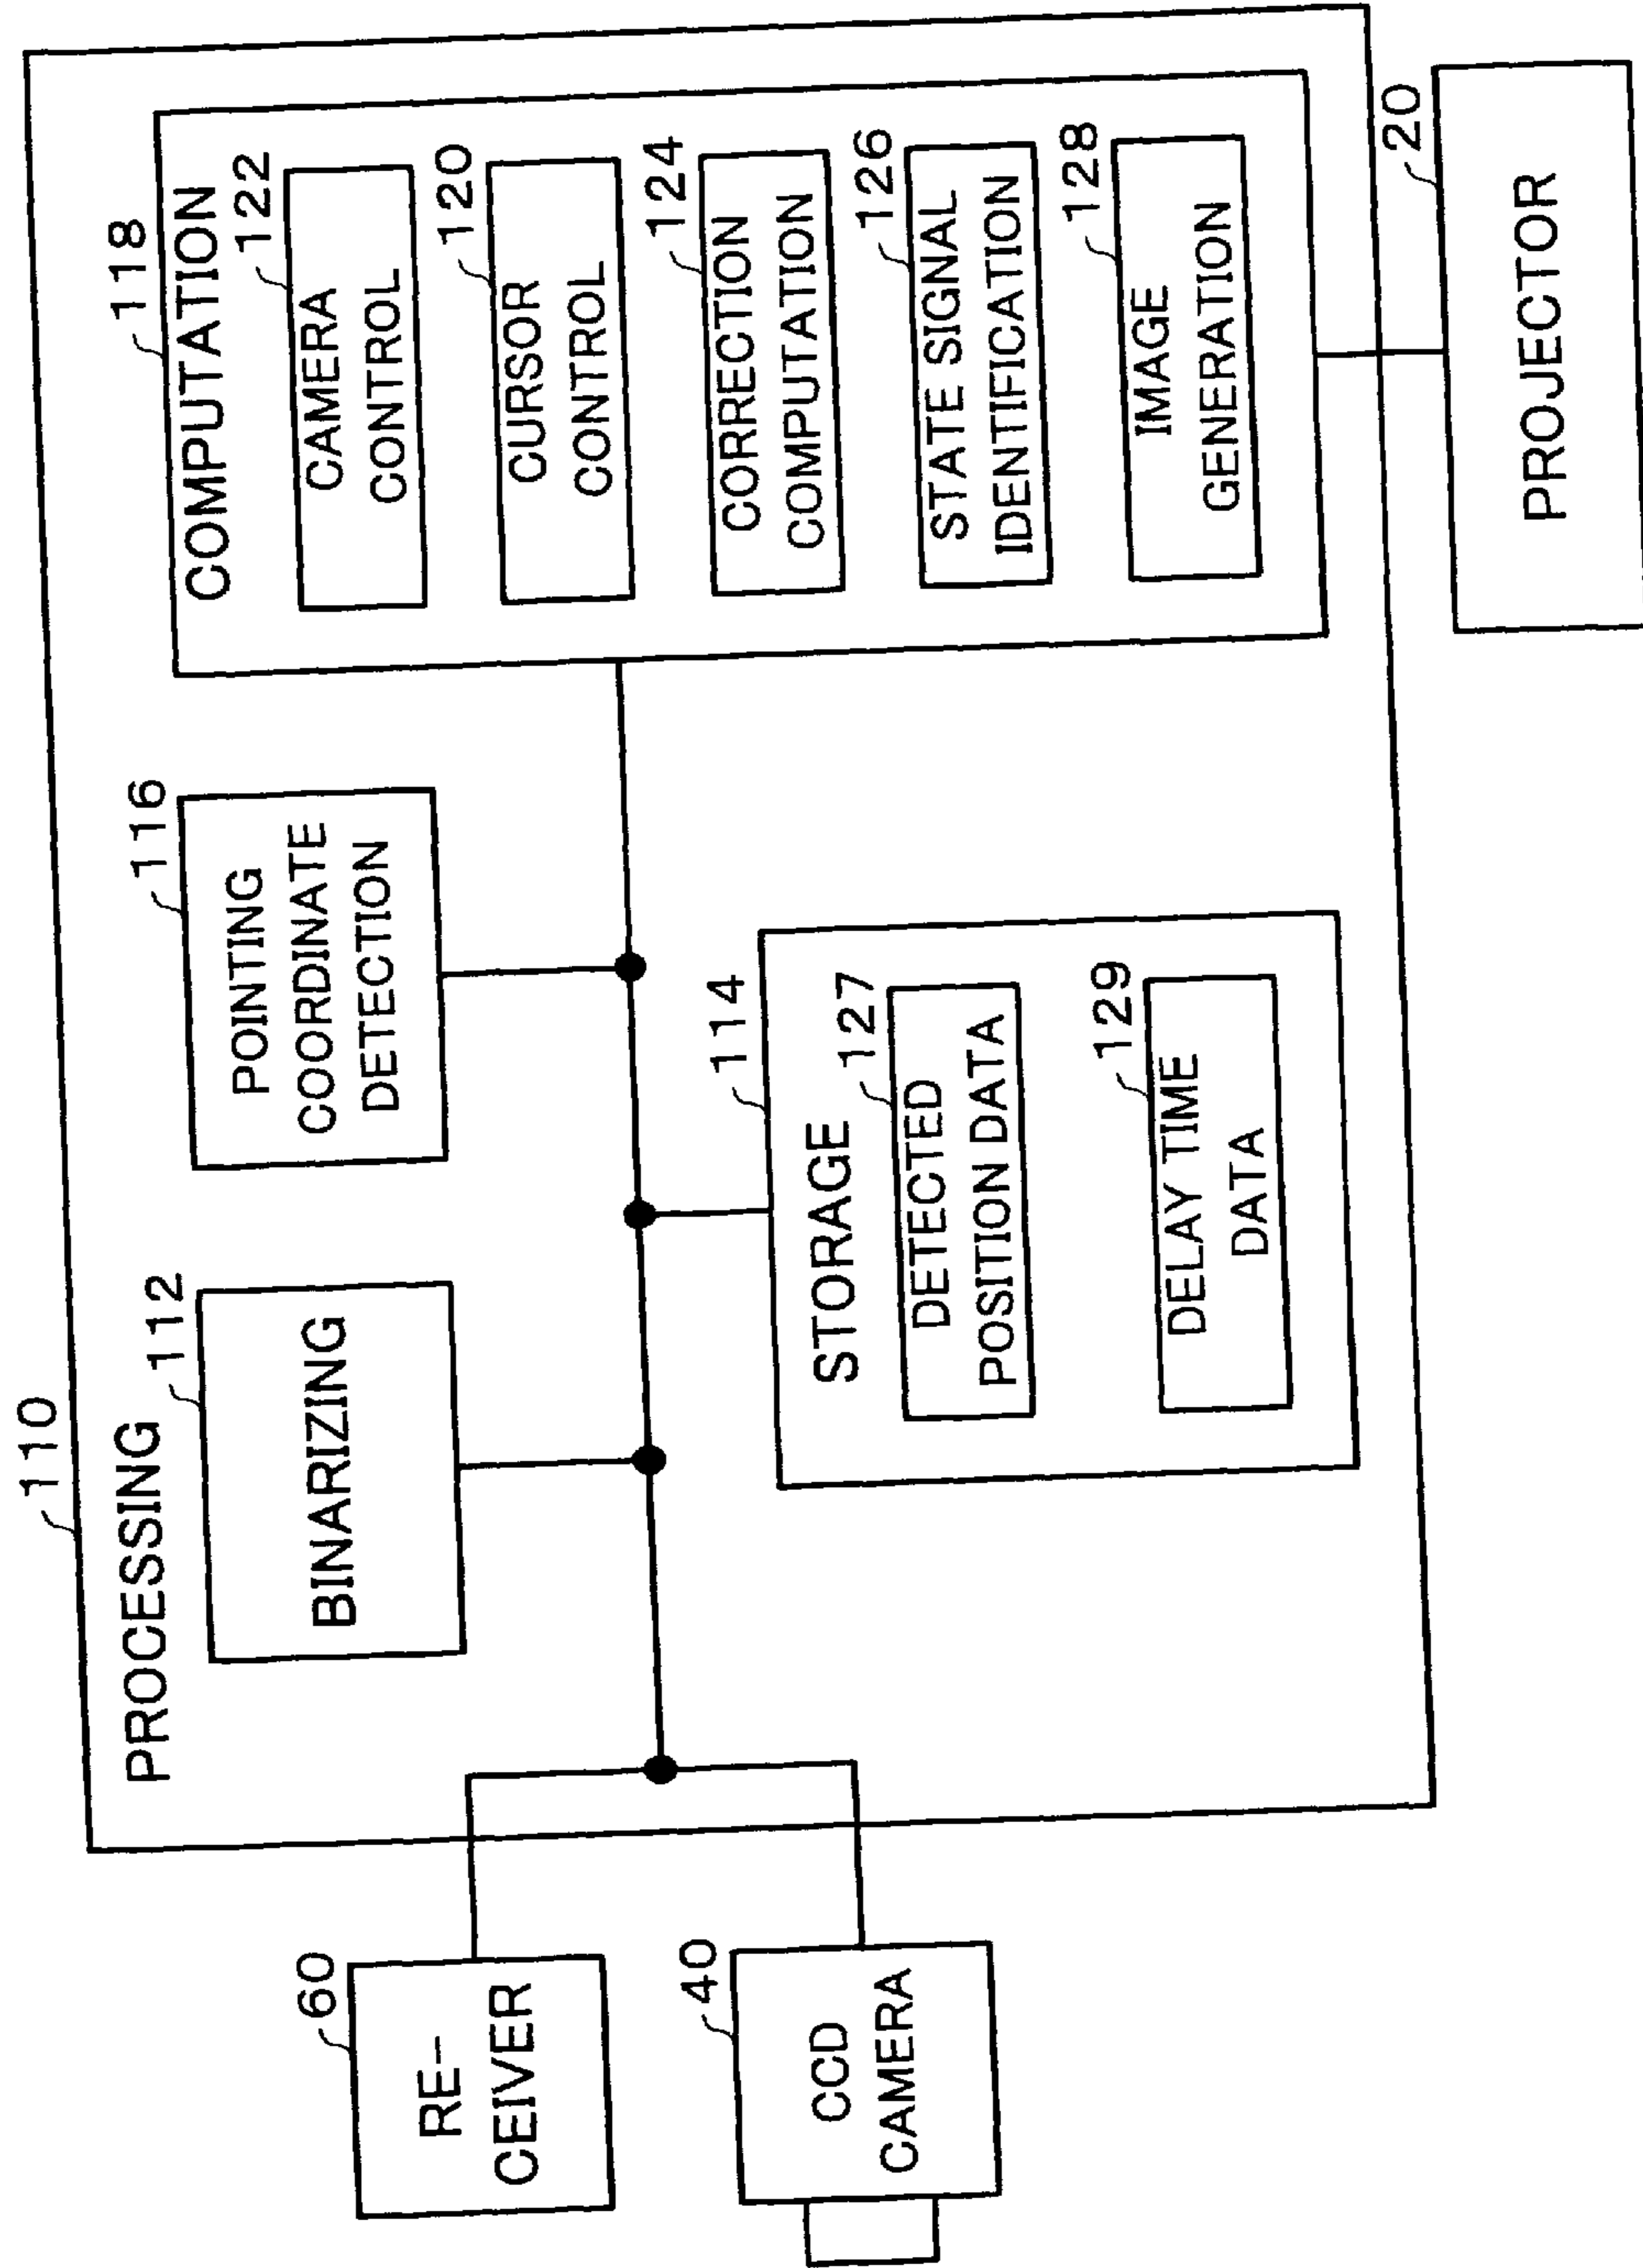 110
PROCESSING
112
BINARIZING
116
POINTING
COORDINATE
DETECTION
118
COMPUTATION
122
CAMERA
CONTROL
120
CURSOR
CONTROL
124
CORRECTION
COMPUTATION
126
STATE SIGNAL
IDENTIFICATION
128
IMAGE
GENERATION
60
RE-
CEIVER
40
CCD
CAMERA
114
STORAGE
127
DETECTED
POSITION DATA
129
DELAY TIME
DATA
20
PROJECTOR